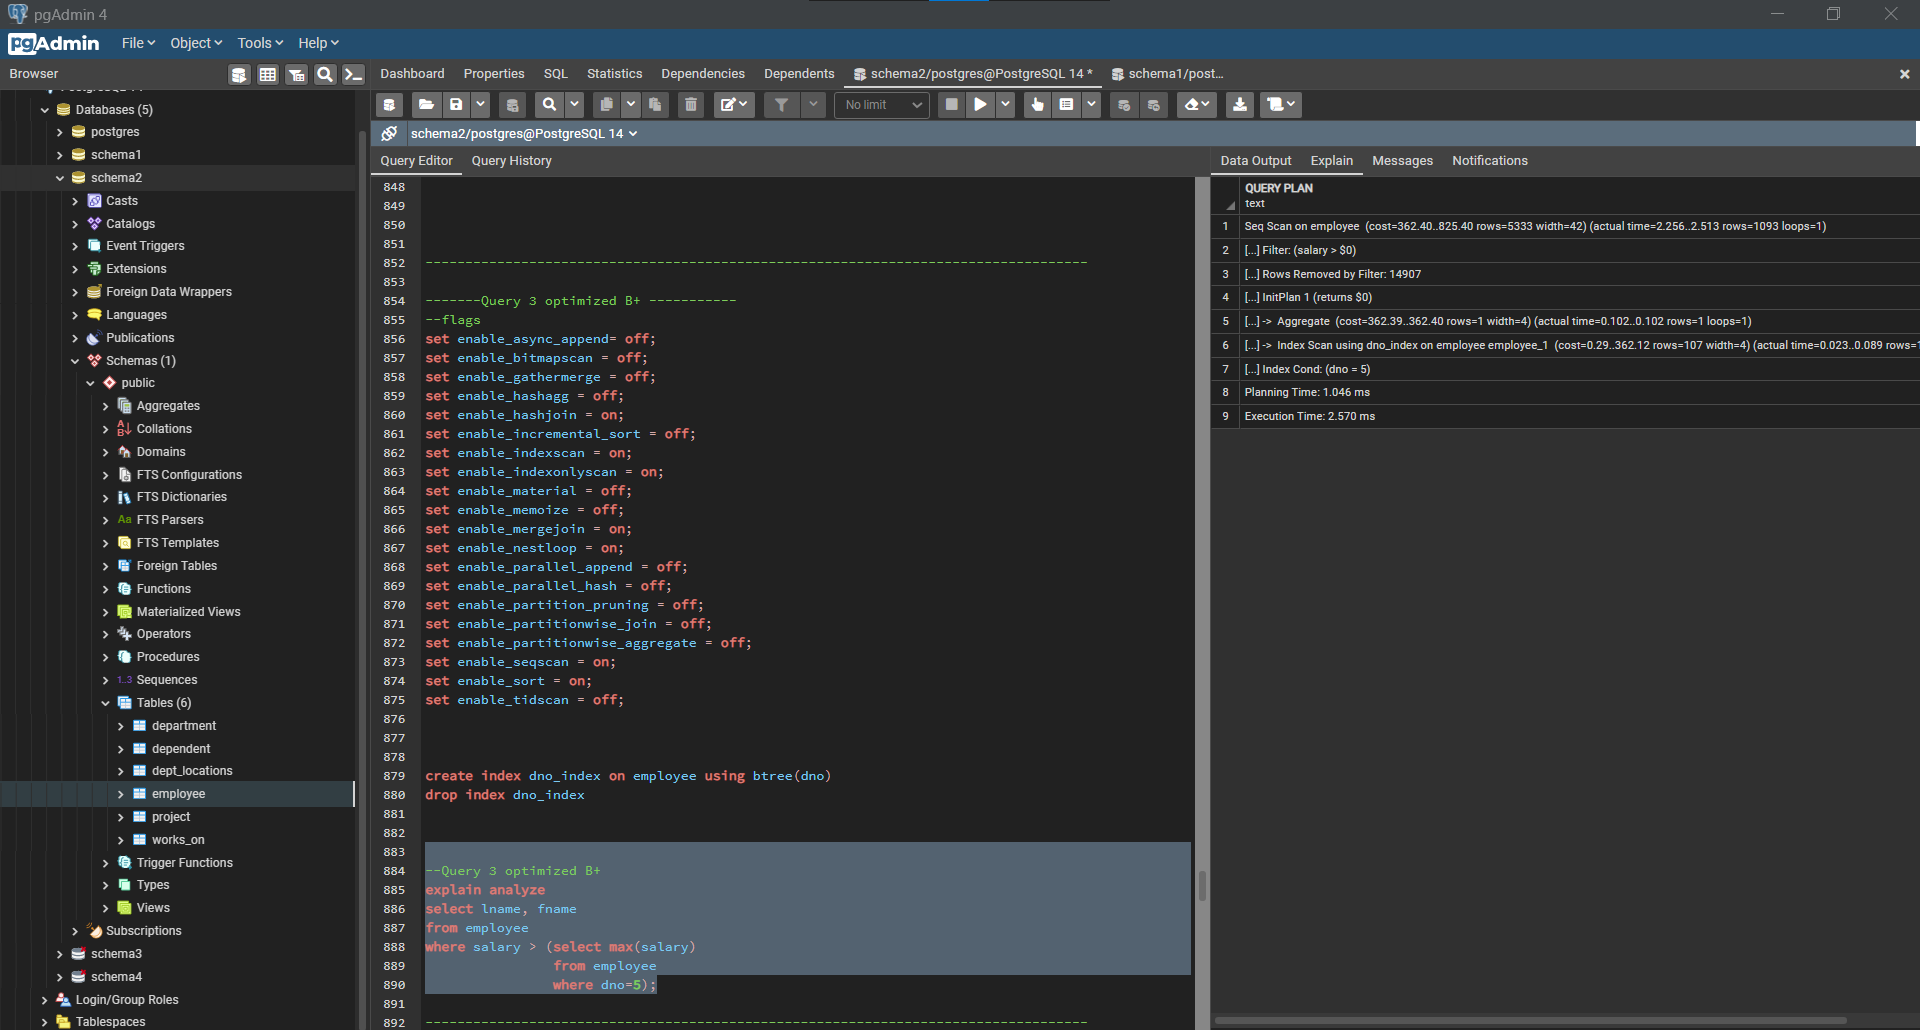 pgAdmin 4
pgAdmin File Object Tools Help
Browser
Dashboard Properties SQL Statistics Dependencies Dependents schema2/postgres@PostgreSQL 14 * schema1/post...
Databases (5)
postgres
schema1
schema2
Casts
Catalogs
Event Triggers
Extensions
Foreign Data Wrappers
Languages
Publications
Schemas (1)
public
Aggregates
Collations
Domains
FTS Configurations
FTS Dictionaries
Aa FTS Parsers
FTS Templates
Foreign Tables
Functions
Materialized Views
Operators
Procedures
1..3 Sequences
Tables (6)
department
dependent
dept_locations
employee
project
works_on
Trigger Functions
Types
Views
Subscriptions
schema3
schema4
Login/Group Roles
Tablespaces
No limit
schema2/postgres@PostgreSQL 14
Query Editor Query History
848
849
850
851
852 -----------------------------------------------------------------------------------
853
854 -------Query 3 optimized B+ -----------
855 --flags
856 set enable_async_append= off;
857 set enable_bitmapscan = off;
858 set enable_gathermerge = off;
859 set enable_hashagg = off;
860 set enable_hashjoin = on;
861 set enable_incremental_sort = off;
862 set enable_indexscan = on;
863 set enable_indexonlyscan = on;
864 set enable_material = off;
865 set enable_memoize = off;
866 set enable_mergejoin = on;
867 set enable_nestloop = on;
868 set enable_parallel_append = off;
869 set enable_parallel_hash = off;
870 set enable_partition_pruning = off;
871 set enable_partitionwise_join = off;
872 set enable_partitionwise_aggregate = off;
873 set enable_seqscan = on;
874 set enable_sort = on;
875 set enable_tidscan = off;
876
877
878
879 create index dno_index on employee using btree(dno)
880 drop index dno_index
881
882
883
884 --Query 3 optimized B+
885 explain analyze
886 select lname, fname
887 from employee
888 where salary > (select max(salary)
889 from employee
890 where dno=5);
891
892 -----------------------------------------------------------------------------------
Data Output Explain Messages Notifications
QUERY PLAN
text
1 Seq Scan on employee (cost=362.40..825.40 rows=5333 width=42) (actual time=2.256..2.513 rows=1093 loops=1)
2 [...] Filter: (salary > $0)
3 [...] Rows Removed by Filter: 14907
4 [...] InitPlan 1 (returns $0)
5 [...] -> Aggregate (cost=362.39..362.40 rows=1 width=4) (actual time=0.102..0.102 rows=1 loops=1)
6 [...] -> Index Scan using dno_index on employee employee_1 (cost=0.29..362.12 rows=107 width=4) (actual time=0.023..0.089 rows=
7 [...] Index Cond: (dno = 5)
8 Planning Time: 1.046 ms
9 Execution Time: 2.570 ms